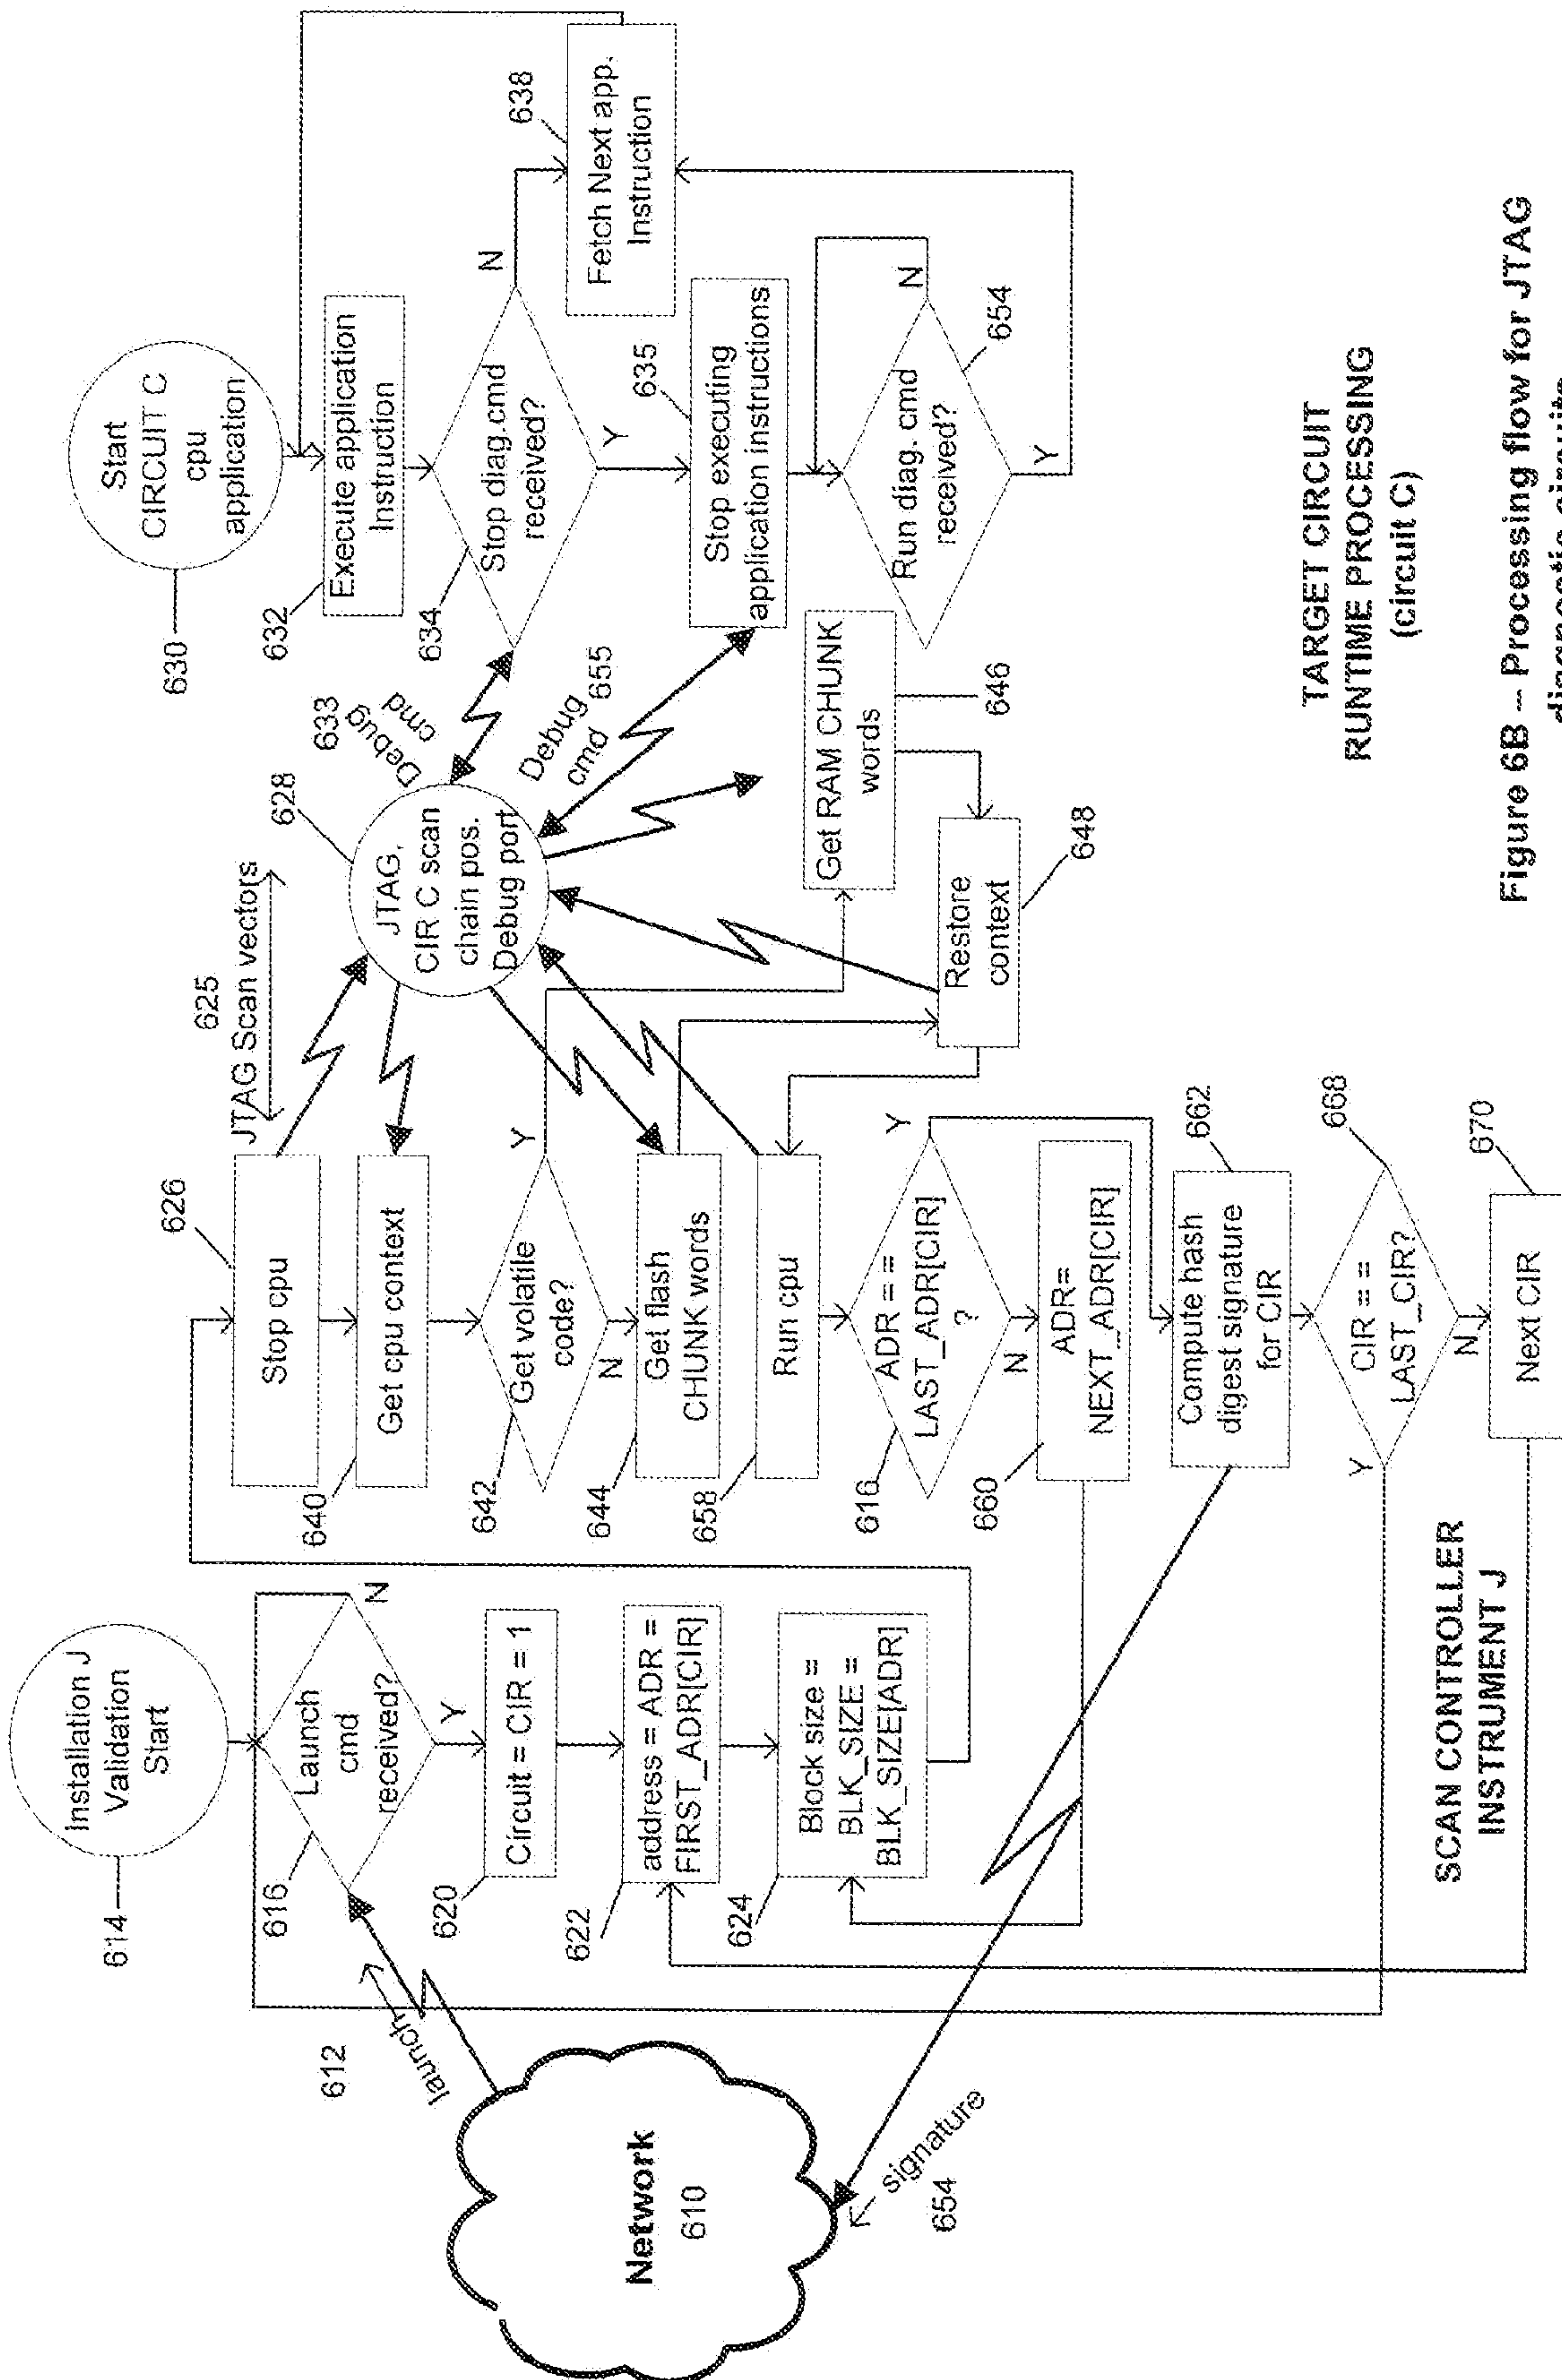 614
Installation J
Validation
Start
612
launch
616
Launch
cmd
received?
N
Y
620
Circuit = CIR = 1
622
address = ADR =
FIRST_ADR[CIR]
624
Block size =
BLK_SIZE =
BLK_SIZE[ADR]
Network
610
signature
654
SCAN CONTROLLER
INSTRUMENT J
626
Stop cpu
625
JTAG Scan vectors
640
Get cpu context
642
Get volatile
code?
Y
N
644
Get flash
CHUNK words
658
Run cpu
616
ADR = =
LAST_ADR[CIR]
?
Y
N
660
ADR=
NEXT_ADR[CIR]
662
Compute hash
digest signature
for CIR
668
CIR = =
LAST_CIR?
Y
N
670
Next CIR
628
JTAG,
CIR C scan
chain pos.
Debug port
633
Debug
cmd
Debug
cmd
655
Get RAM CHUNK
words
646
Restore
context
648
630
Start
CIRCUIT C
cpu
application
632
Execute application
Instruction
634
Stop diag.cmd
received?
N
Y
638
Fetch Next app.
Instruction
635
Stop executing
application instructions
Run diag. cmd
received?
N
Y
654
TARGET CIRCUIT
RUNTIME PROCESSING
(circuit C)
Figure 6B -- Processing flow for JTAG
diagnostic circuits